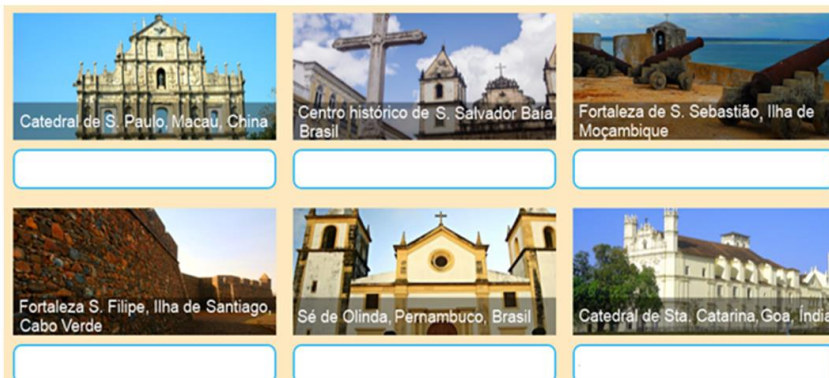 Catedral de S. Paulo, Macau, China
Centro histórico de S. Salvador Baía,
Brasil
Fortaleza de S. Sebastião, Ilha de
Moçambique
Fortaleza S. Filipe, Ilha de Santiago,
Cabo Verde
Sé de Olinda, Pernambuco, Brasil
Catedral de Sta. Catarina, Goa, Índia